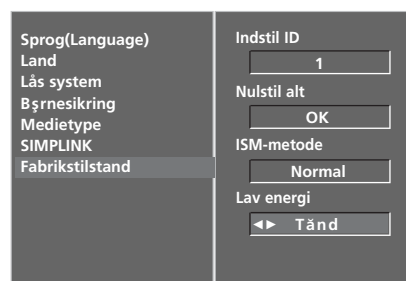 Sprog(Language)
Land
Lås system
Bşrnesikring
Medietype
SIMPLINK
Fabrikstilstand
Indstil ID
1
Nulstil alt
OK
ISM-metode
Normal
Lav energi
◄► Tănd